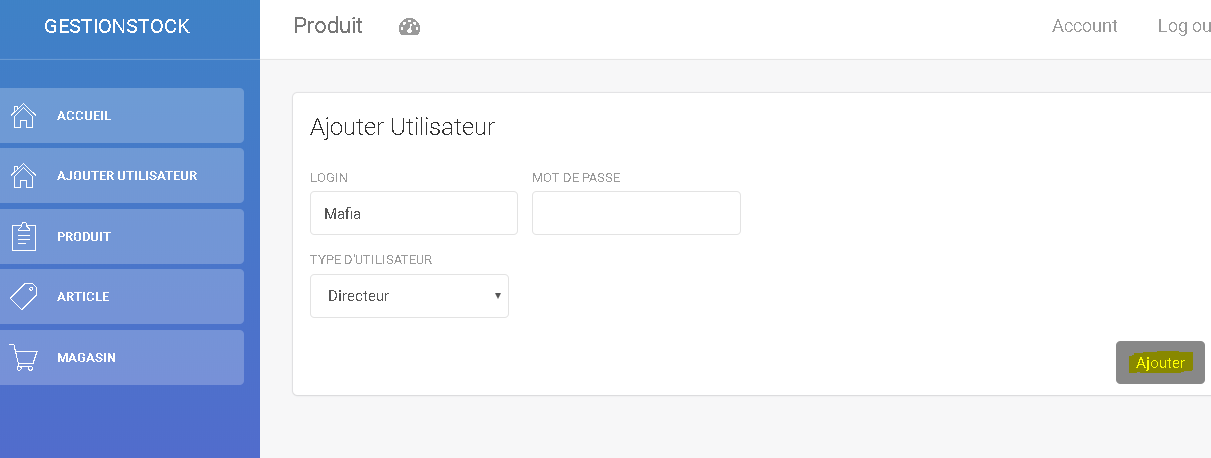 GESTIONSTOCK
Produit
Account
Log ou
ACCUEIL
AJOUTER UTILISATEUR
PRODUIT
ARTICLE
MAGASIN
Ajouter Utilisateur
LOGIN
MOT DE PASSE
Mafia
TYPE D'UTILISATEUR
Directeur
Ajouter